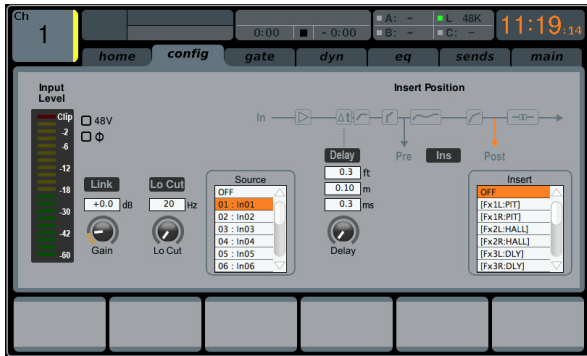 Ch
1
0:00 - 0:00
A: - L 48K
B: - C: -
11:19:14
home config gate dyn eq sends main
Input
Level
Insert Position
Clip
-2
-6
-12
-18
-30
-42
-60
48V
Φ
In
Δt
Pre Ins Post
Link
+0.0 dB
Gain
Lo Cut
20 Hz
Lo Cut
Source
OFF
01 : In01
02 : In02
03 : In03
04 : In04
05 : In05
06 : In06
Delay
0.3 ft
0.10 m
0.3 ms
Delay
Insert
OFF
[Fx1L:PIT]
[Fx1R:PIT]
[Fx2L:HALL]
[Fx2R:HALL]
[Fx3L:DLY]
[Fx3R:DLY]